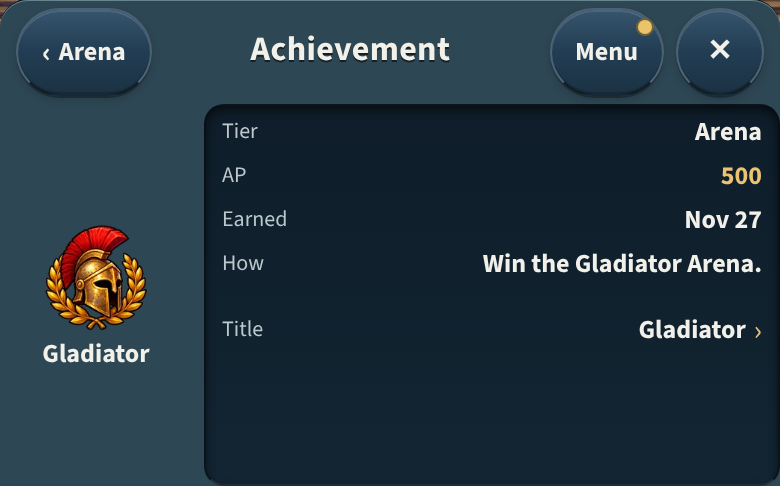 ‹ Arena
Achievement
Menu
✕
Gladiator
Tier
Arena
AP
500
Earned
Nov 27
How
Win the Gladiator Arena.
Title
Gladiator ›